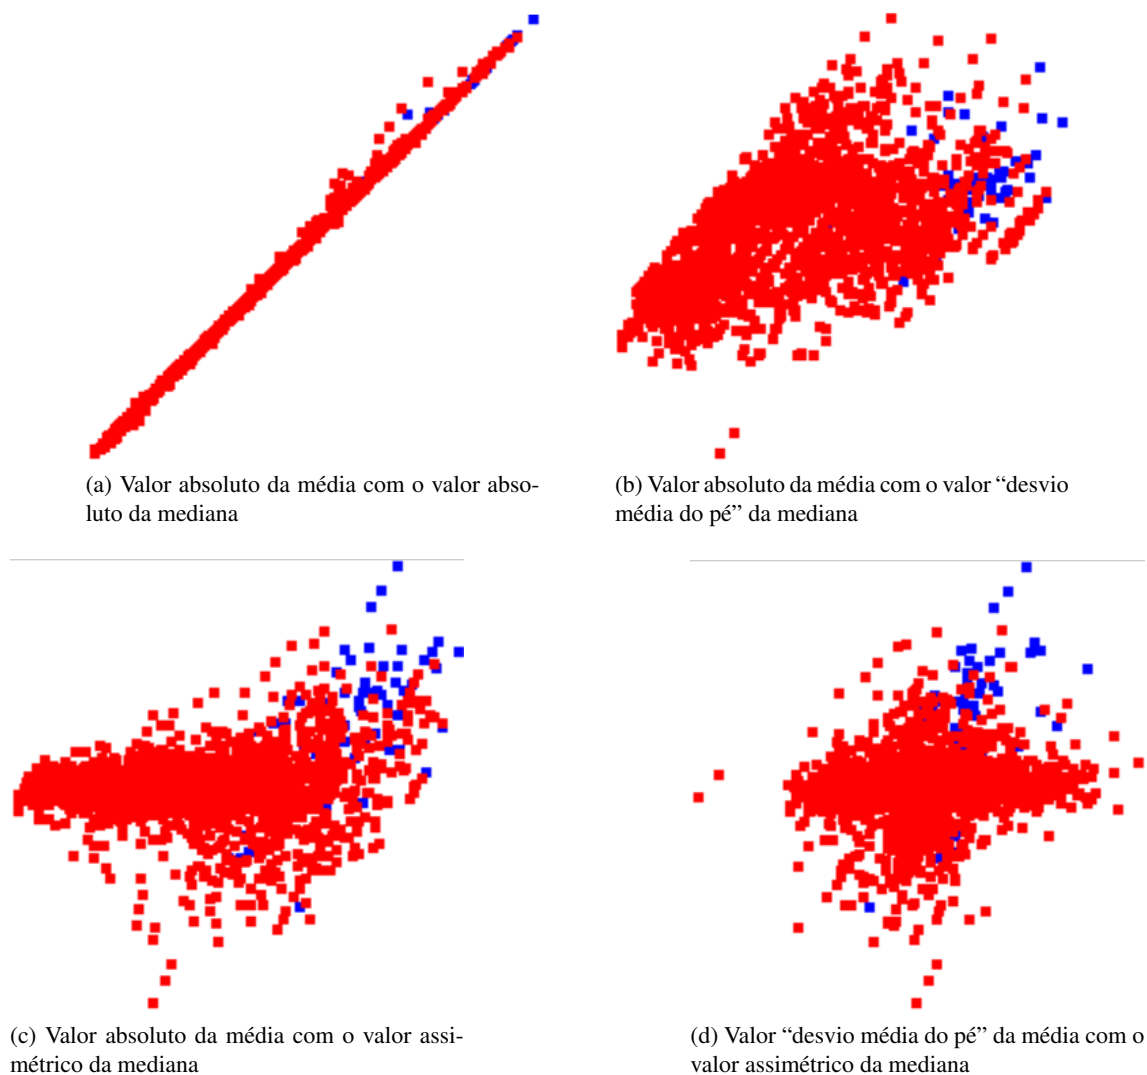 (a) Valor absoluto da média com o valor abso-
luto da mediana
(b) Valor absoluto da média com o valor “desvio
média do pé” da mediana
(c) Valor absoluto da média com o valor assi-
métrico da mediana
(d) Valor “desvio média do pé” da média com o
valor assimétrico da mediana